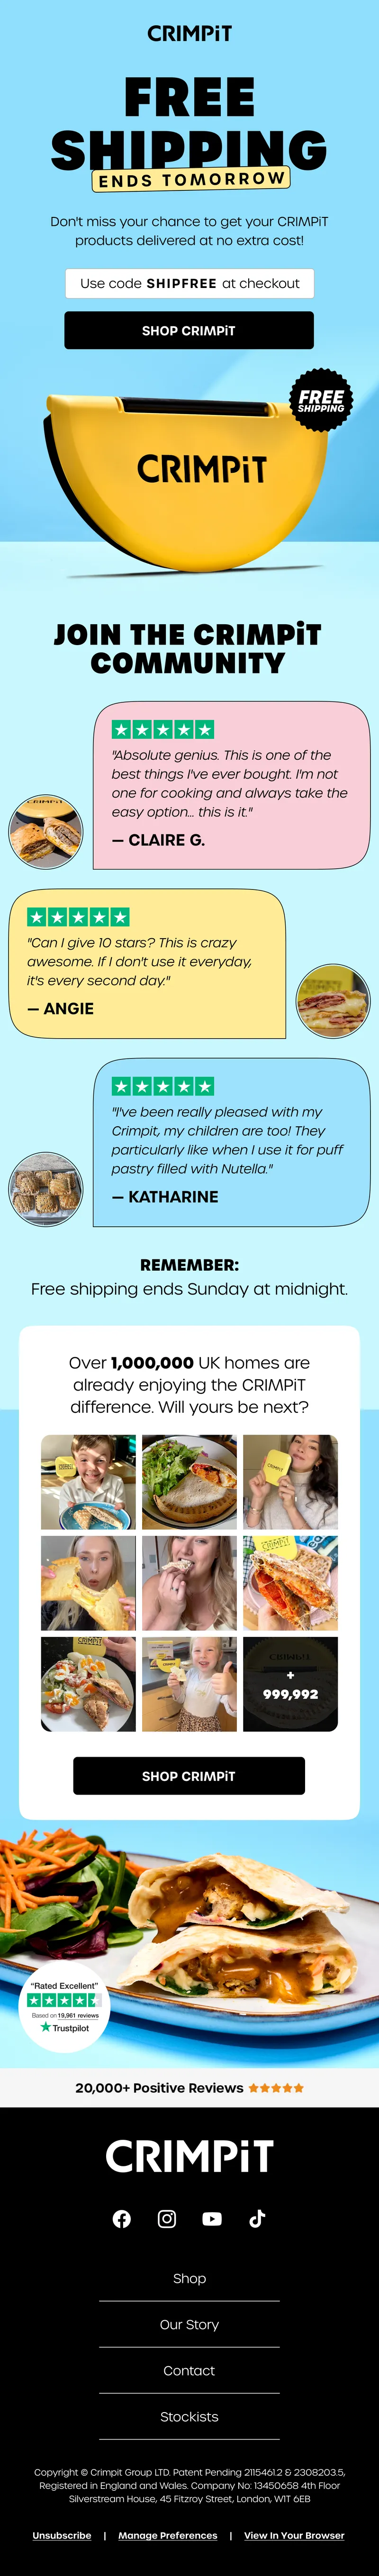 CRIMPiT
FREE
SHIPPING
ENDS TOMORROW
Don't miss your chance to get your CRIMPiT
products delivered at no extra cost!
Use code SHIPFREE at checkout
SHOP CRIMPiT
FREE
SHIPPING
CRIMPiT
JOIN THE CRIMPiT
COMMUNITY
"Absolute genius. This is one of the
best things I've ever bought. I'm not
one for cooking and always take the
easy option... this is it."
— CLAIRE G.
CRIMPiT
"Can I give 10 stars? This is crazy
awesome. If I don't use it everyday,
it's every second day."
— ANGIE
"I've been really pleased with my
Crimpit, my children are too! They
particularly like when I use it for puff
pastry filled with Nutella."
— KATHARINE
REMEMBER:
Free shipping ends Sunday at midnight.
Over 1,000,000 UK homes are
already enjoying the CRIMPiT
difference. Will yours be next?
CRIMPiT
CRIMPiT
CRIMPiT
CRIMPiT
CRIMPiT
CRIMPiT
+
999,992
SHOP CRIMPiT
"Rated Excellent"
Based on 19,961 reviews
Trustpilot
20,000+ Positive Reviews
CRIMPiT
Shop
Our Story
Contact
Stockists
Copyright © Crimpit Group LTD. Patent Pending 2115461.2 & 2308203.5,
Registered in England and Wales. Company No: 13450658 4th Floor
Silverstream House, 45 Fitzroy Street, London, W1T 6EB
Unsubscribe | Manage Preferences | View In Your Browser